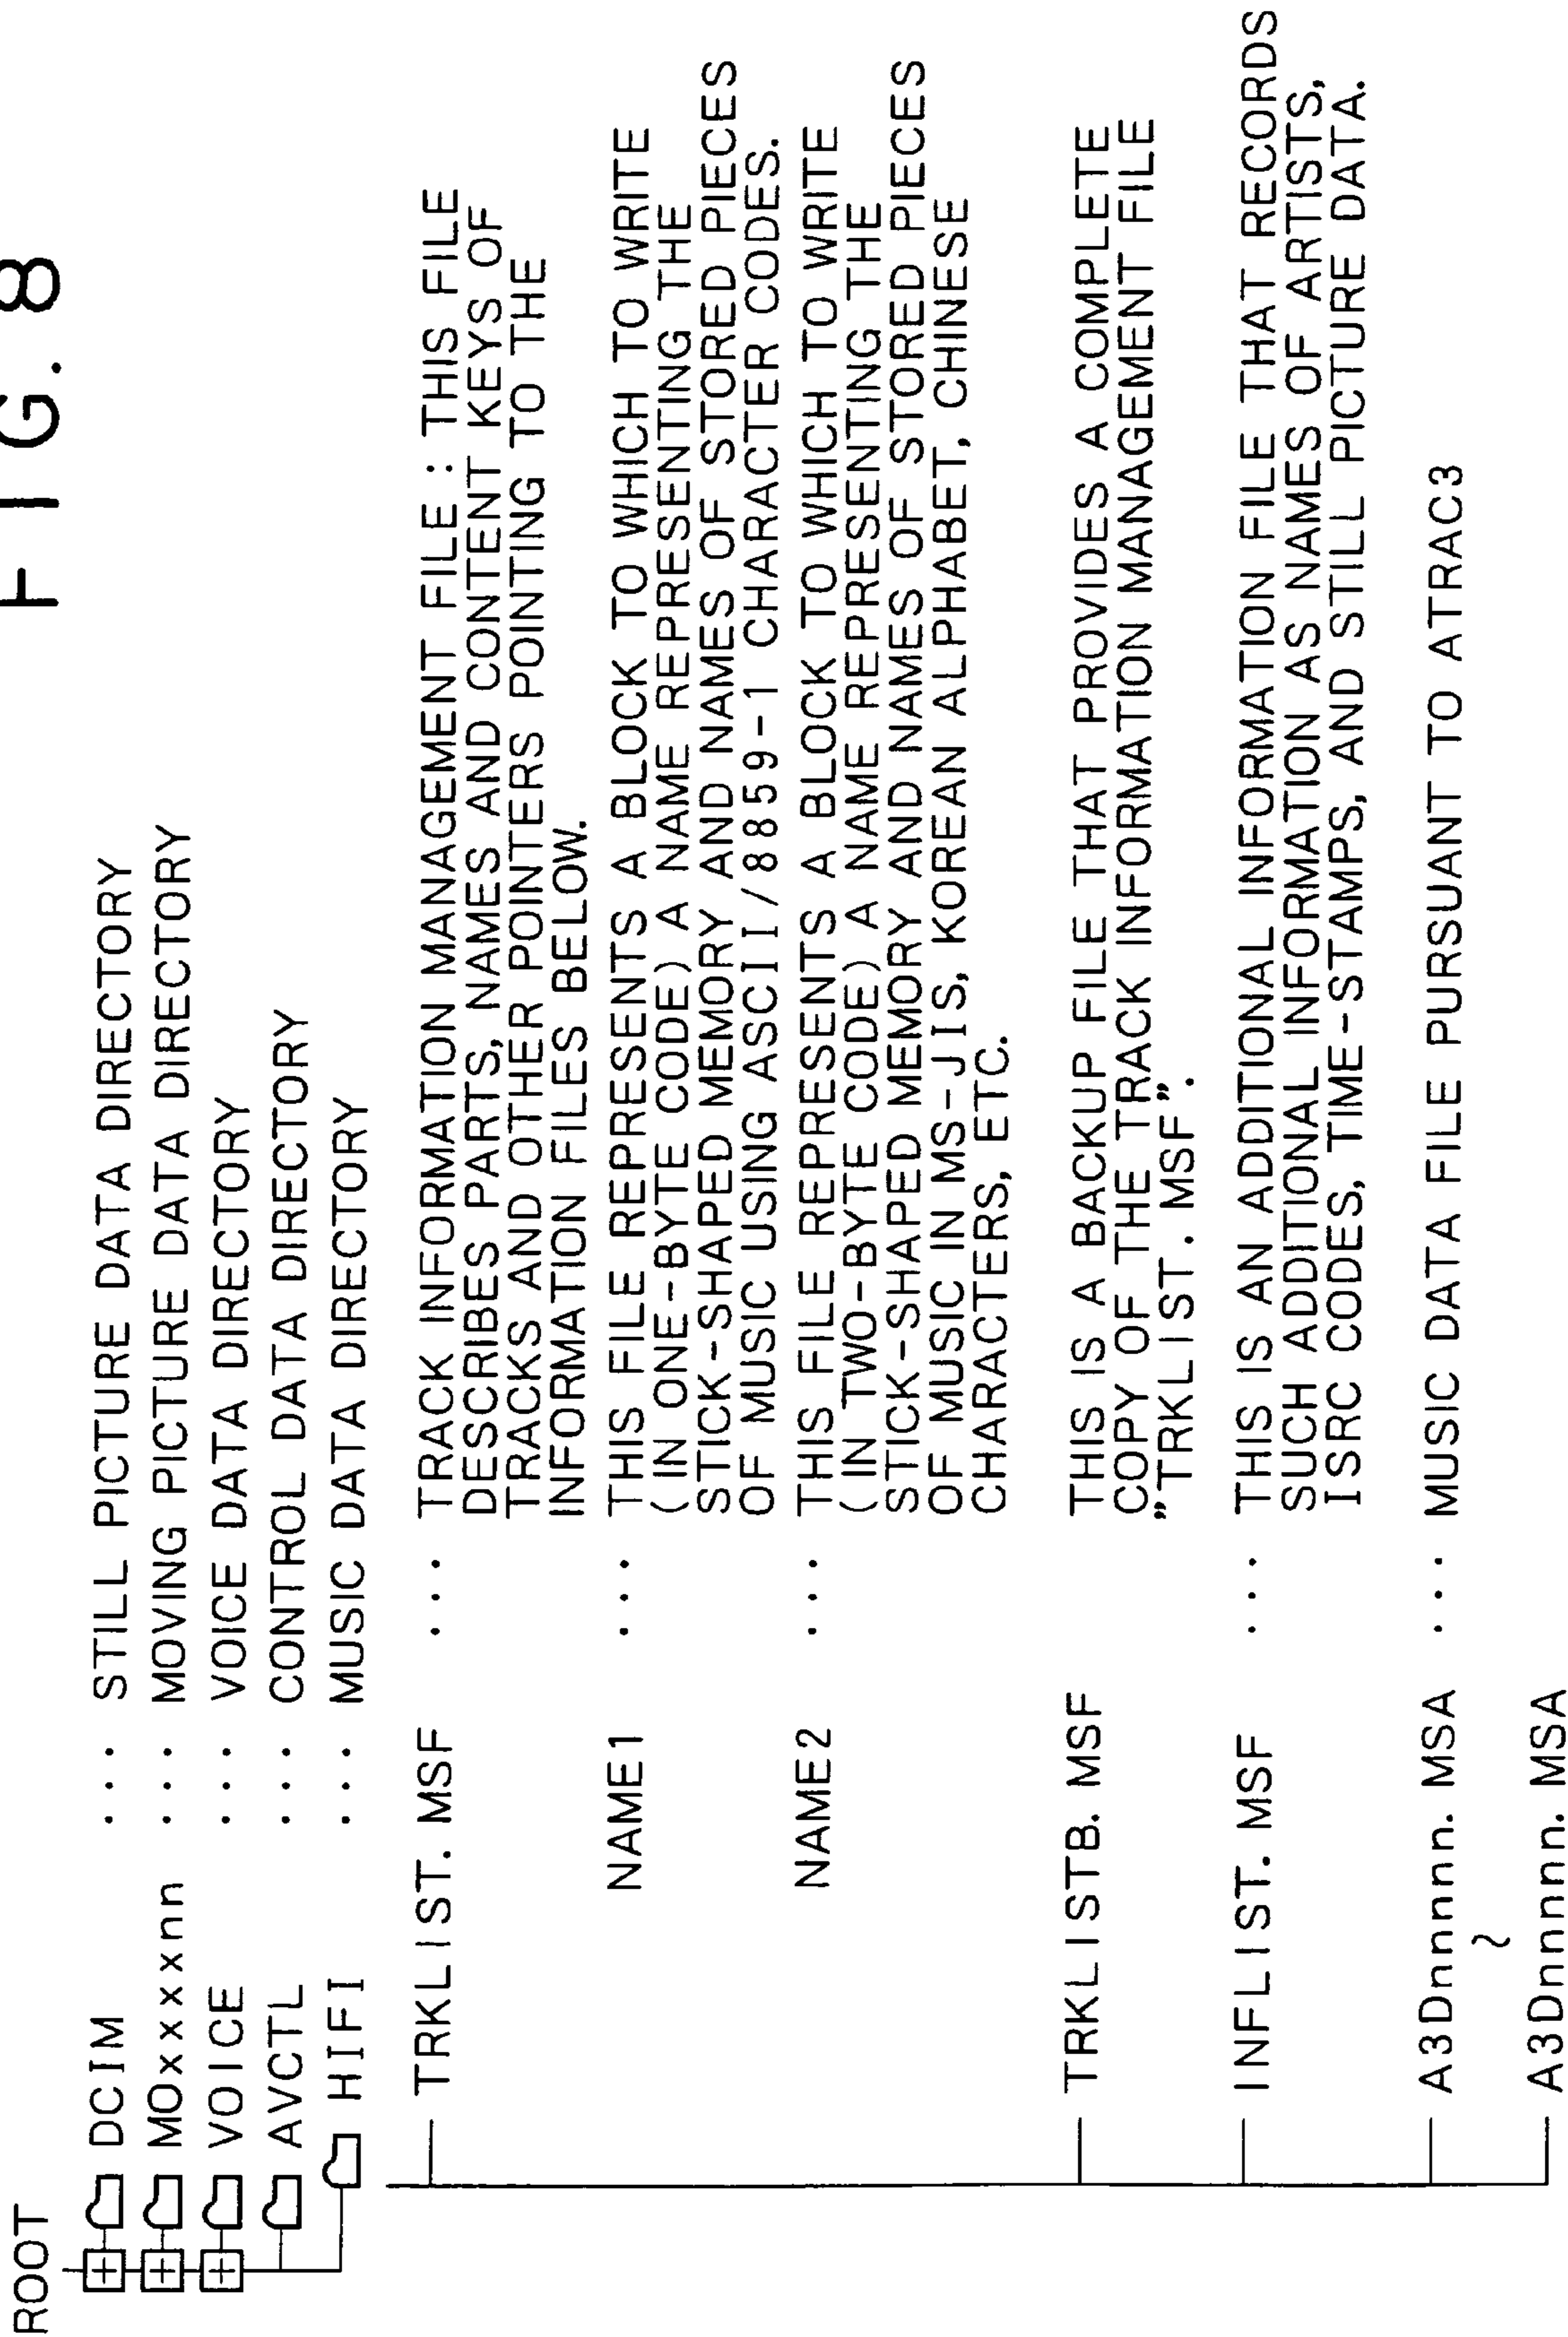 FIG. 8
ROOT
DCIM ... STILL PICTURE DATA DIRECTORY
MOxxxxnn ... MOVING PICTURE DATA DIRECTORY
VOICE ... VOICE DATA DIRECTORY
AVCTL ... CONTROL DATA DIRECTORY
HIFI ... MUSIC DATA DIRECTORY
TRKLIST. MSF ... TRACK INFORMATION MANAGEMENT FILE : THIS FILE
DESCRIBES PARTS, NAMES AND CONTENT KEYS OF
TRACKS AND OTHER POINTERS POINTING TO THE
INFORMATION FILES BELOW.
NAME1 ... THIS FILE REPRESENTS A BLOCK TO WHICH TO WRITE
(IN ONE-BYTE CODE) A NAME REPRESENTING THE
STICK-SHAPED MEMORY AND NAMES OF STORED PIECES
OF MUSIC USING ASCII/8859-1 CHARACTER CODES.
NAME2 ... THIS FILE REPRESENTS A BLOCK TO WHICH TO WRITE
(IN TWO-BYTE CODE) A NAME REPRESENTING THE
STICK-SHAPED MEMORY AND NAMES OF STORED PIECES
OF MUSIC IN MS-JIS, KOREAN ALPHABET, CHINESE
CHARACTERS, ETC.
TRKLISTB. MSF THIS IS A BACKUP FILE THAT PROVIDES A COMPLETE
COPY OF THE TRACK INFORMATION MANAGEMENT FILE
"TRKLIST. MSF".
INFLIST. MSF ... THIS IS AN ADDITIONAL INFORMATION FILE THAT RECORDS
SUCH ADDITIONAL INFORMATION AS NAMES OF ARTISTS,
ISRC CODES, TIME-STAMPS, AND STILL PICTURE DATA.
A3Dnnnnn. MSA ... MUSIC DATA FILE PURSUANT TO ATRAC3
~
A3Dnnnnn. MSA